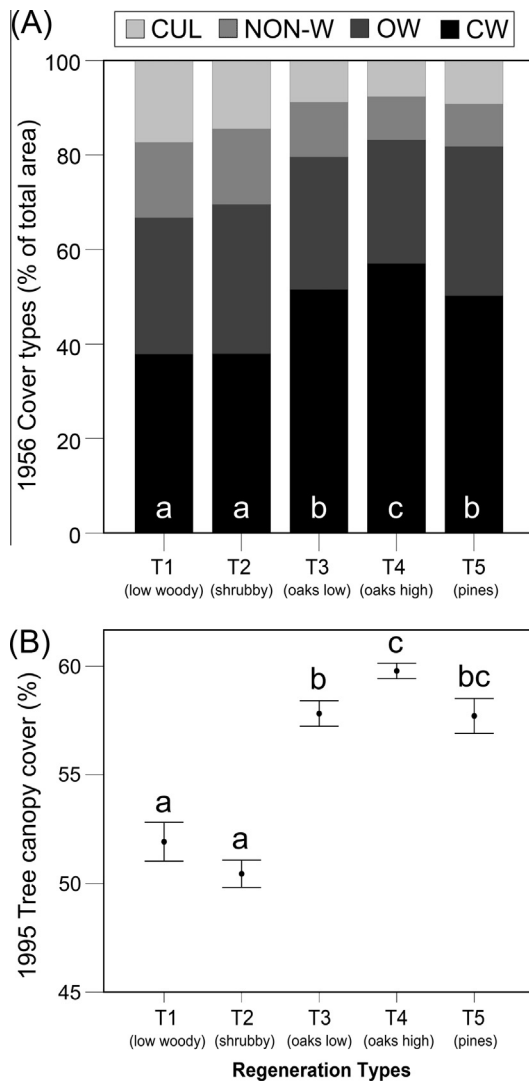 (A)
CUL NON-W OW CW
1956 Cover types (% of total area)
100
80
60
40
20
0
a a b c b
T1 T2 T3 T4 T5
(low woody) (shrubby) (oaks low) (oaks high) (pines)
(B)
1995 Tree canopy cover (%)
60
55
50
45
a a b c bc
T1 T2 T3 T4 T5
(low woody) (shrubby) (oaks low) (oaks high) (pines)
Regeneration Types